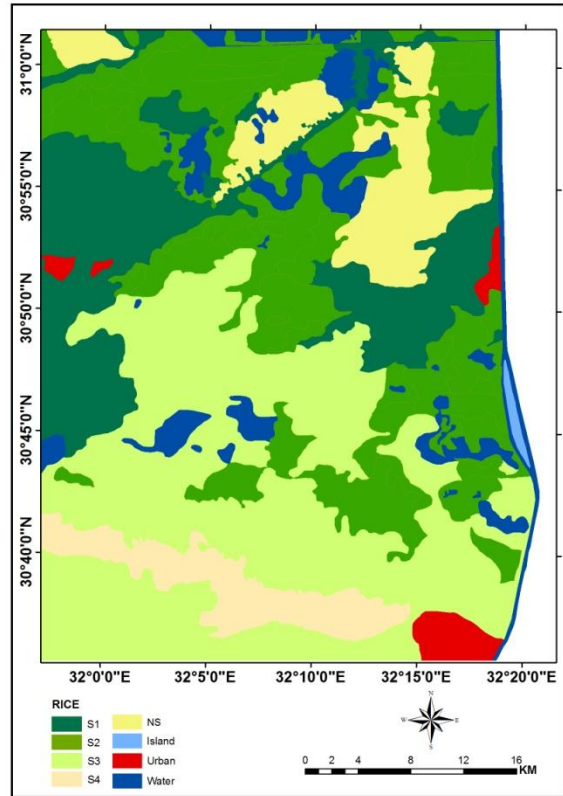 31°0'0"N
30°55'0"N
30°50'0"N
30°45'0"N
30°40'0"N
32°0'0"E 32°5'0"E 32°10'0"E 32°15'0"E 32°20'0"E
RICE
S1 NS
S2 Island
S3 Urban
S4 Water
N
W E
S
0 2 4 8 12 16
KM